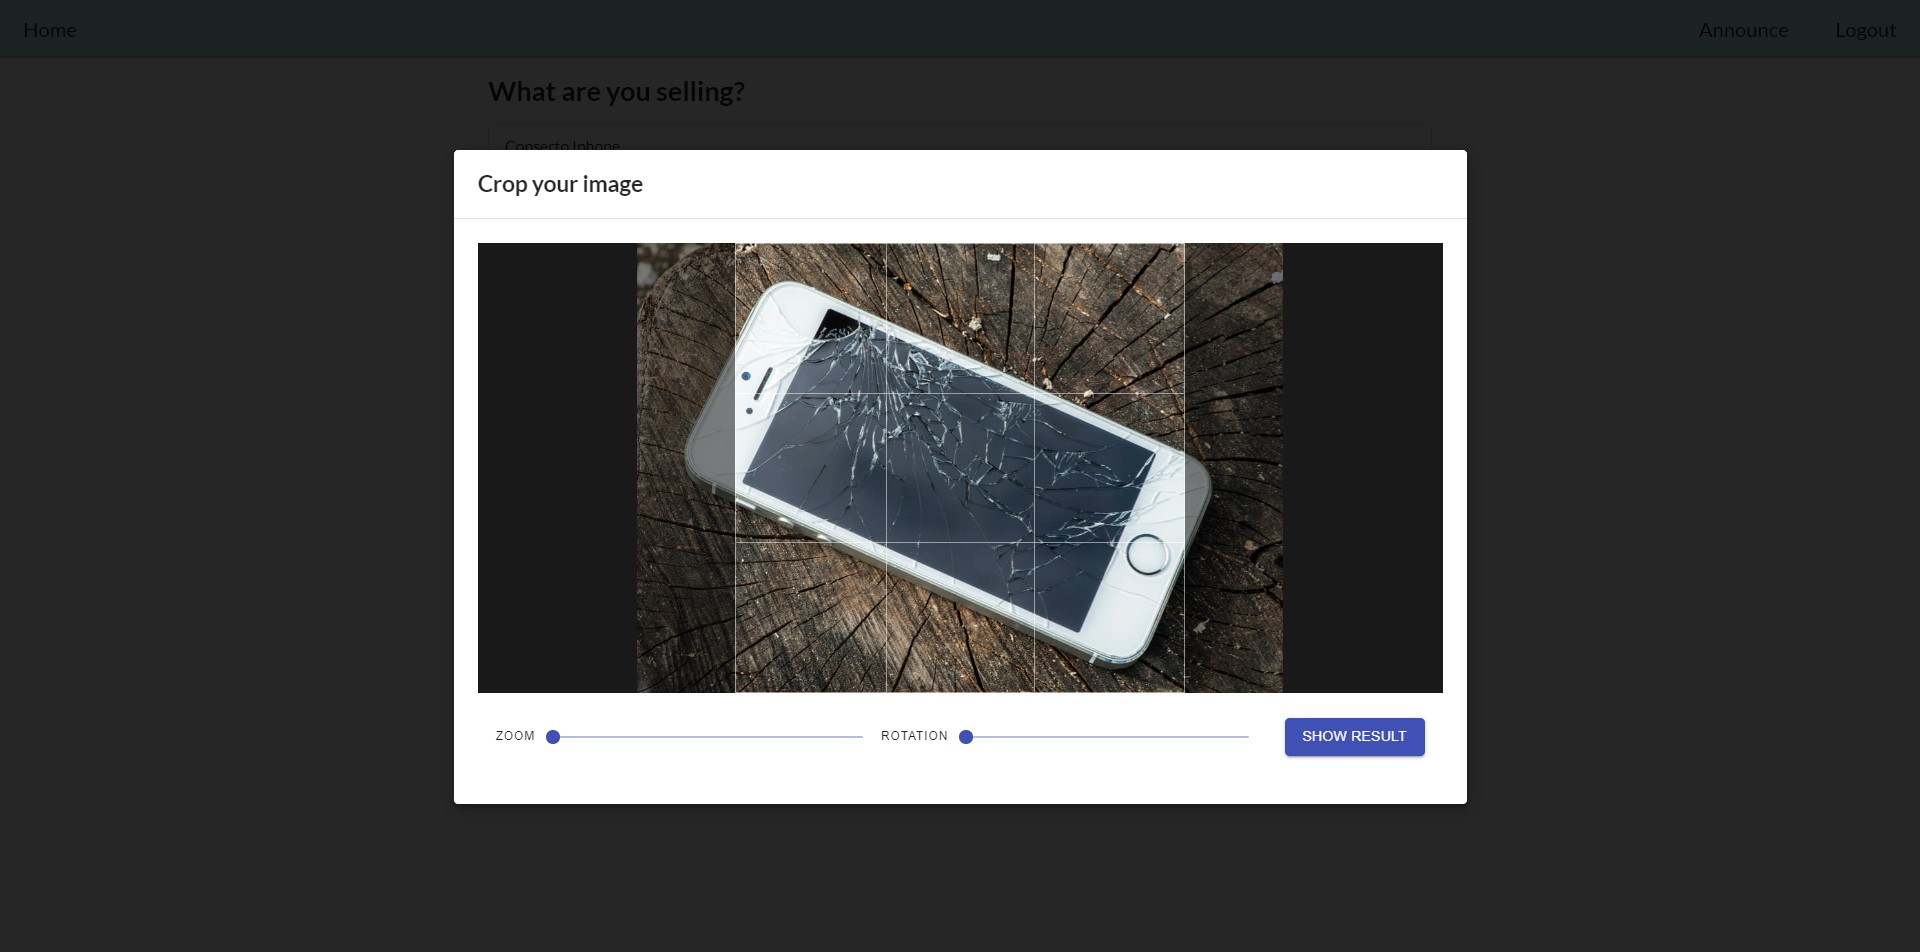 Home Announce Logout
What are you selling?
Conserto Iphone
Crop your image
ZOOM ROTATION SHOW RESULT